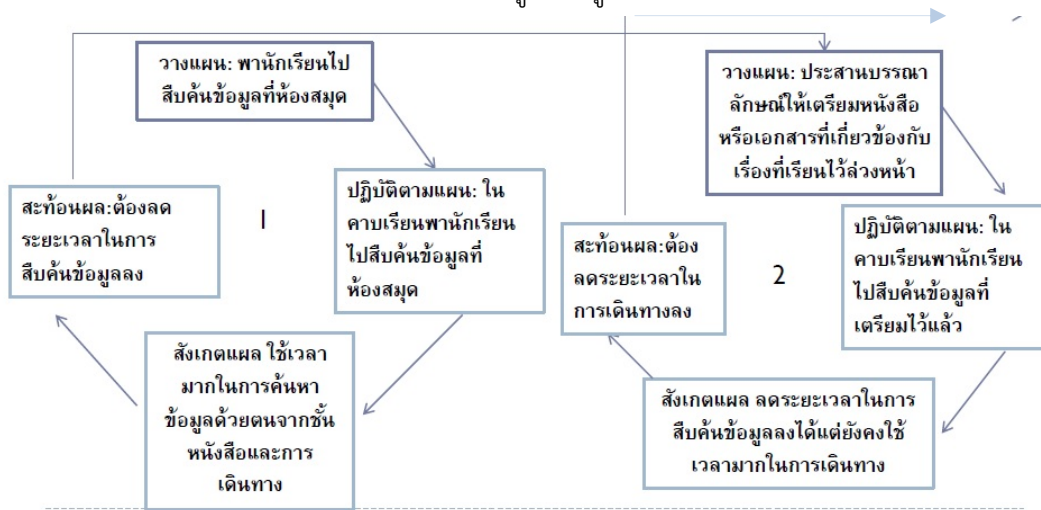 วางแผน: พานักเรียนไป
สืบค้นข้อมูลที่ห้องสมุด
ปฏิบัติตามแผน: ใน
คาบเรียนพานักเรียน
ไปสืบค้นข้อมูลที่
ห้องสมุด
สังเกตแผล ใช้เวลา
มากในการค้นหา
ข้อมูลด้วยตนจากชั้น
หนังสือและการ
เดินทาง
สะท้อนผล:ต้องลด
ระยะเวลาในการ
สืบค้นข้อมูลลง
1
วางแผน: ประสานบรรณา
ลักษณ์ให้เตรียมหนังสือ
หรือเอกสารที่เกี่ยวข้องกับ
เรื่องที่เรียนไว้ล่วงหน้า
ปฏิบัติตามแผน: ใน
คาบเรียนพานักเรียน
ไปสืบค้นข้อมูลที่
เตรียมไว้แล้ว
สังเกตแผล ลดระยะเวลาในการ
สืบค้นข้อมูลลงได้แต่ยังคงใช้
เวลามากในการเดินทาง
สะท้อนผล:ต้อง
ลดระยะเวลาใน
การเดินทางลง
2